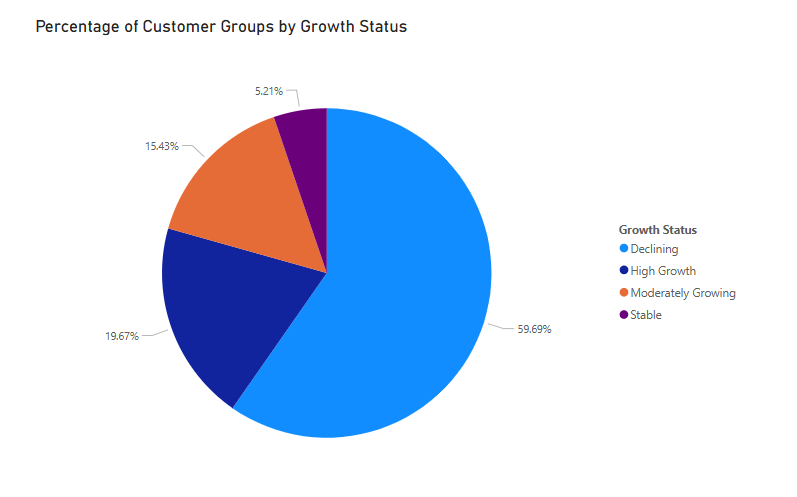 Percentage of Customer Groups by Growth Status
5.21%
15.43%
19.67%
59.69%
Growth Status
Declining
High Growth
Moderately Growing
Stable